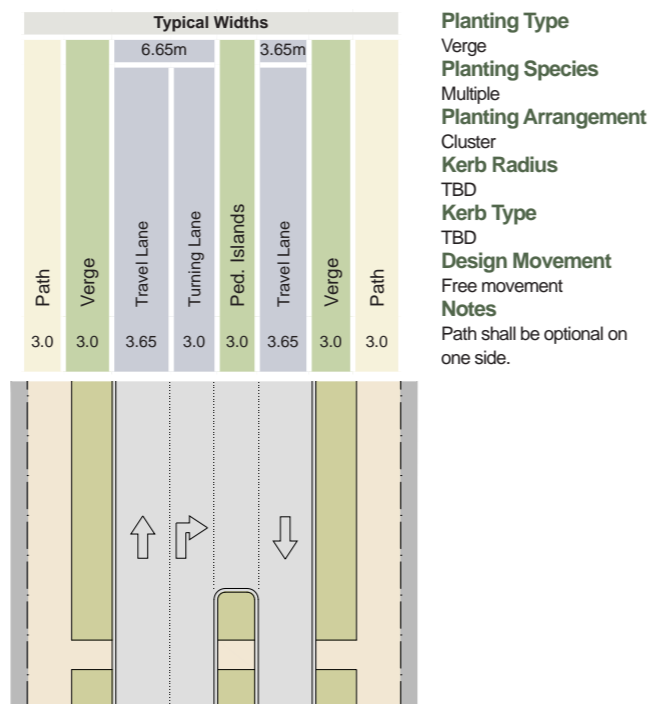 Typical Widths
6.65m 3.65m
Path Verge Travel Lane Turning Lane Ped. Islands Travel Lane Verge Path
3.0 3.0 3.65 3.0 3.0 3.65 3.0 3.0
Planting Type
Verge
Planting Species
Multiple
Planting Arrangement
Cluster
Kerb Radius
TBD
Kerb Type
TBD
Design Movement
Free movement
Notes
Path shall be optional on
one side.